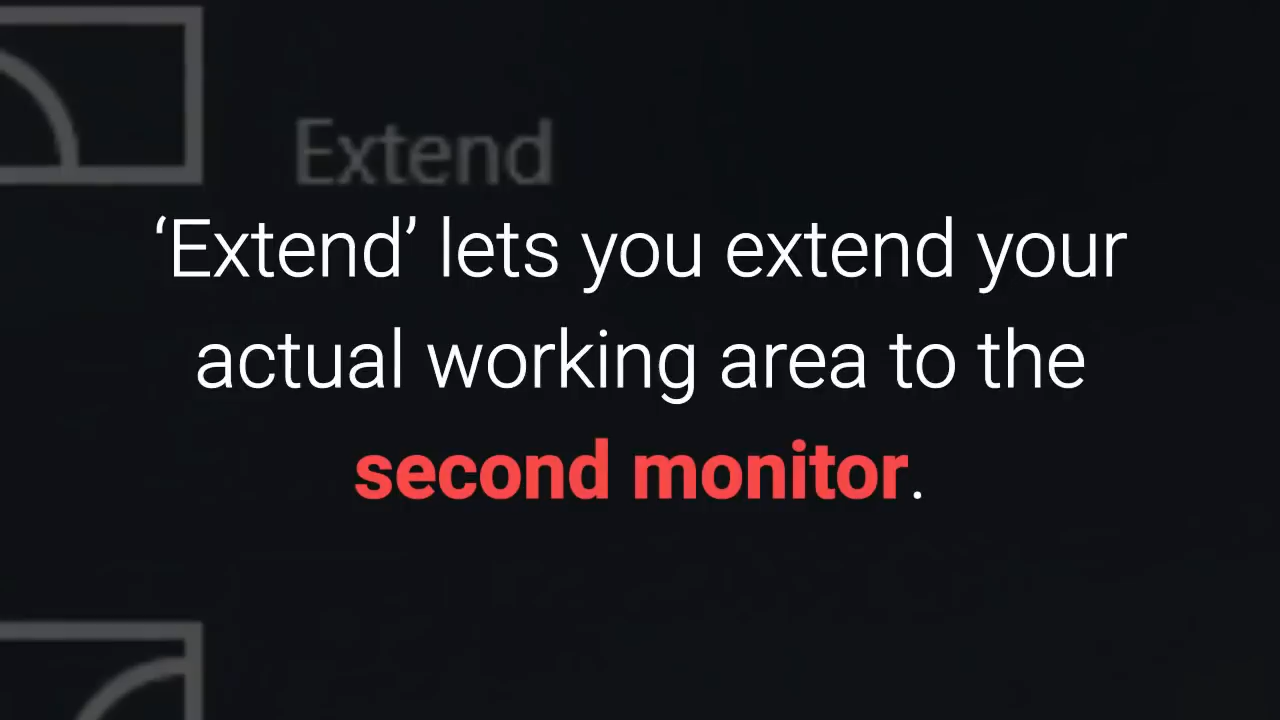 Extend
‘Extend’ lets you extend your
actual working area to the
second monitor.